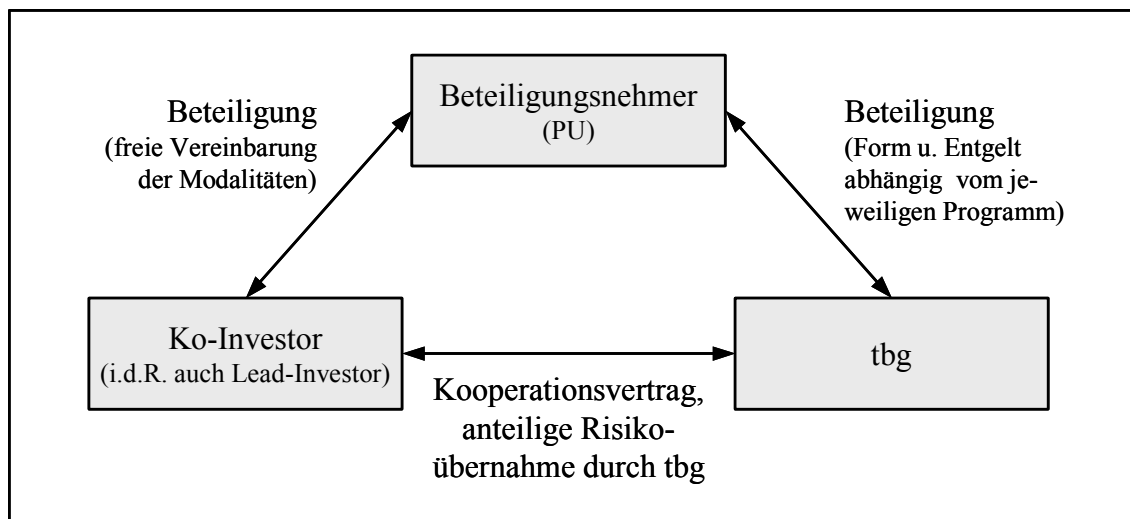 Beteiligungsnehmer
(PU)
Beteiligung
(freie Vereinbarung
der Modalitäten)
Beteiligung
(Form u. Entgelt
abhängig vom je-
weiligen Programm)
Ko-Investor
(i.d.R. auch Lead-Investor)
tbg
Kooperationsvertrag,
anteilige Risiko-
übernahme durch tbg